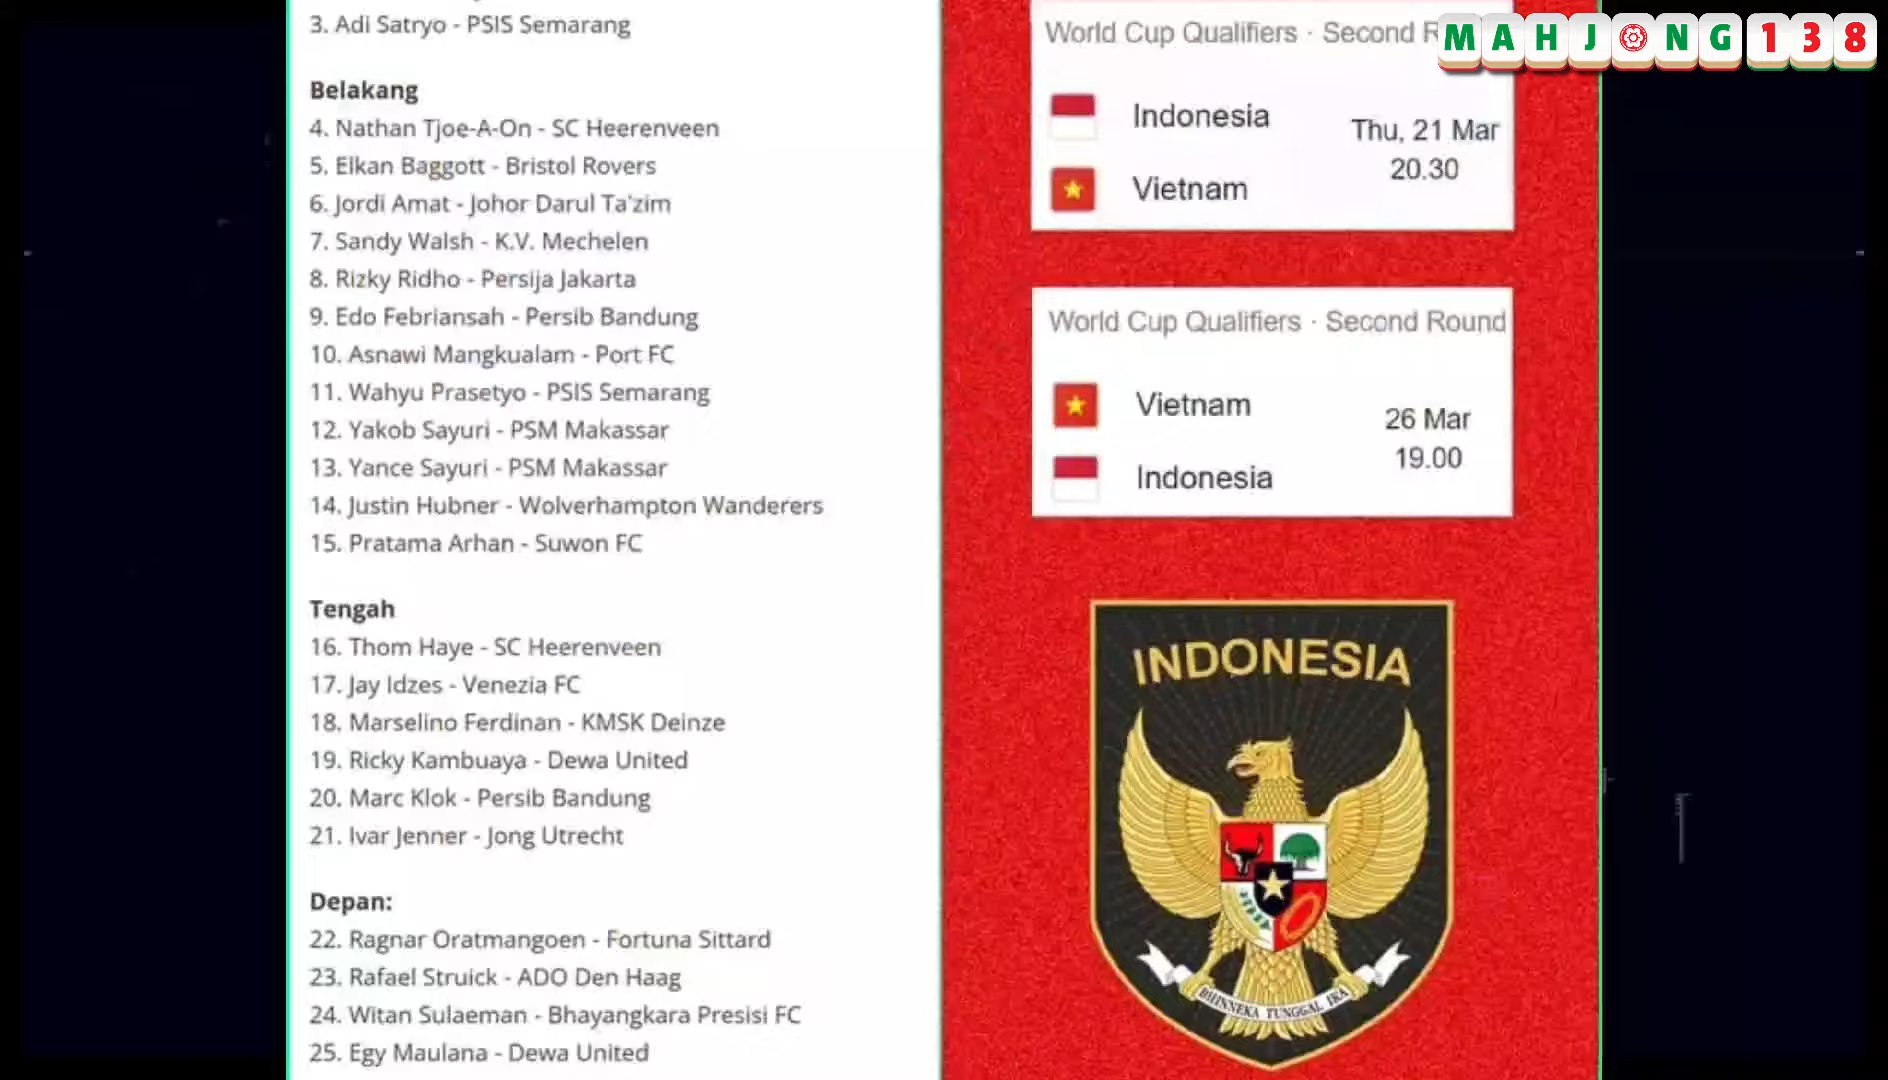 3. Adi Satryo - PSIS Semarang
Belakang
4. Nathan Tjoe-A-On - SC Heerenveen
5. Elkan Baggott - Bristol Rovers
6. Jordi Amat - Johor Darul Ta'zim
7. Sandy Walsh - K.V. Mechelen
8. Rizky Ridho - Persija Jakarta
9. Edo Febriansah - Persib Bandung
10. Asnawi Mangkualam - Port FC
11. Wahyu Prasetyo - PSIS Semarang
12. Yakob Sayuri - PSM Makassar
13. Yance Sayuri - PSM Makassar
14. Justin Hubner - Wolverhampton Wanderers
15. Pratama Arhan - Suwon FC
Tengah
16. Thom Haye - SC Heerenveen
17. Jay Idzes - Venezia FC
18. Marselino Ferdinan - KMSK Deinze
19. Ricky Kambuaya - Dewa United
20. Marc Klok - Persib Bandung
21. Ivar Jenner - Jong Utrecht
Depan:
22. Ragnar Oratmangoen - Fortuna Sittard
23. Rafael Struick - ADO Den Haag
24. Witan Sulaeman - Bhayangkara Presisi FC
25. Egy Maulana - Dewa United
MAHJONG138
World Cup Qualifiers · Second
Indonesia
Thu, 21 Mar
20.30
Vietnam
World Cup Qualifiers · Second Round
Vietnam
26 Mar
19.00
Indonesia
INDONESIA
BHINNEKA TUNGGAL IKA